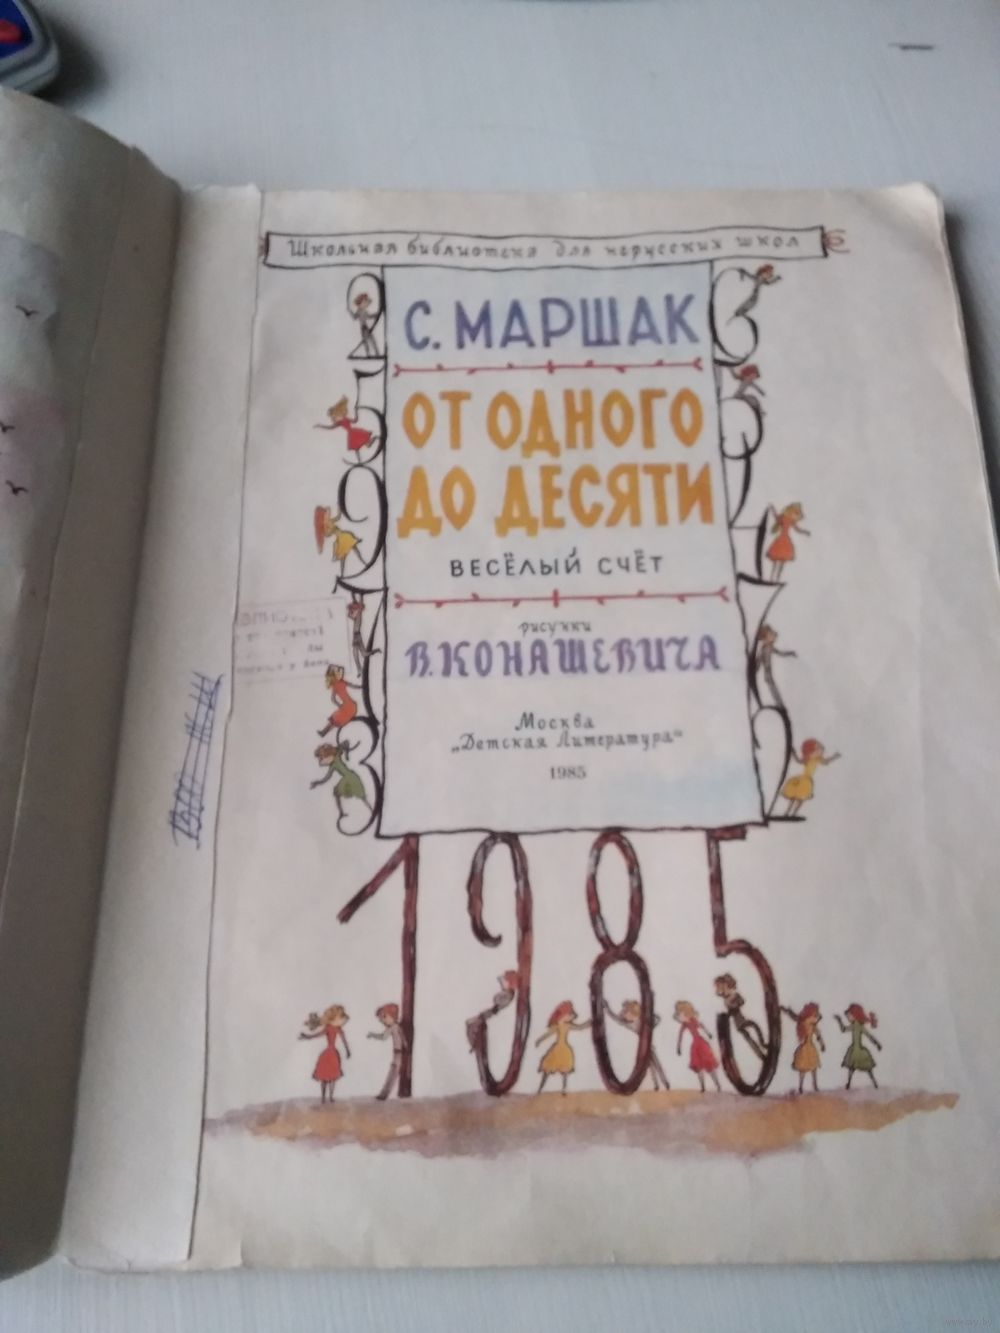 Школьная библиотека для нерусских школ
С. МАРШАК
ОТ ОДНОГО
ДО ДЕСЯТИ
ВЕСЁЛЫЙ СЧЁТ
рисунки
В. КОНАШЕВИЧА
Москва
„Детская Литература“
1985
1985